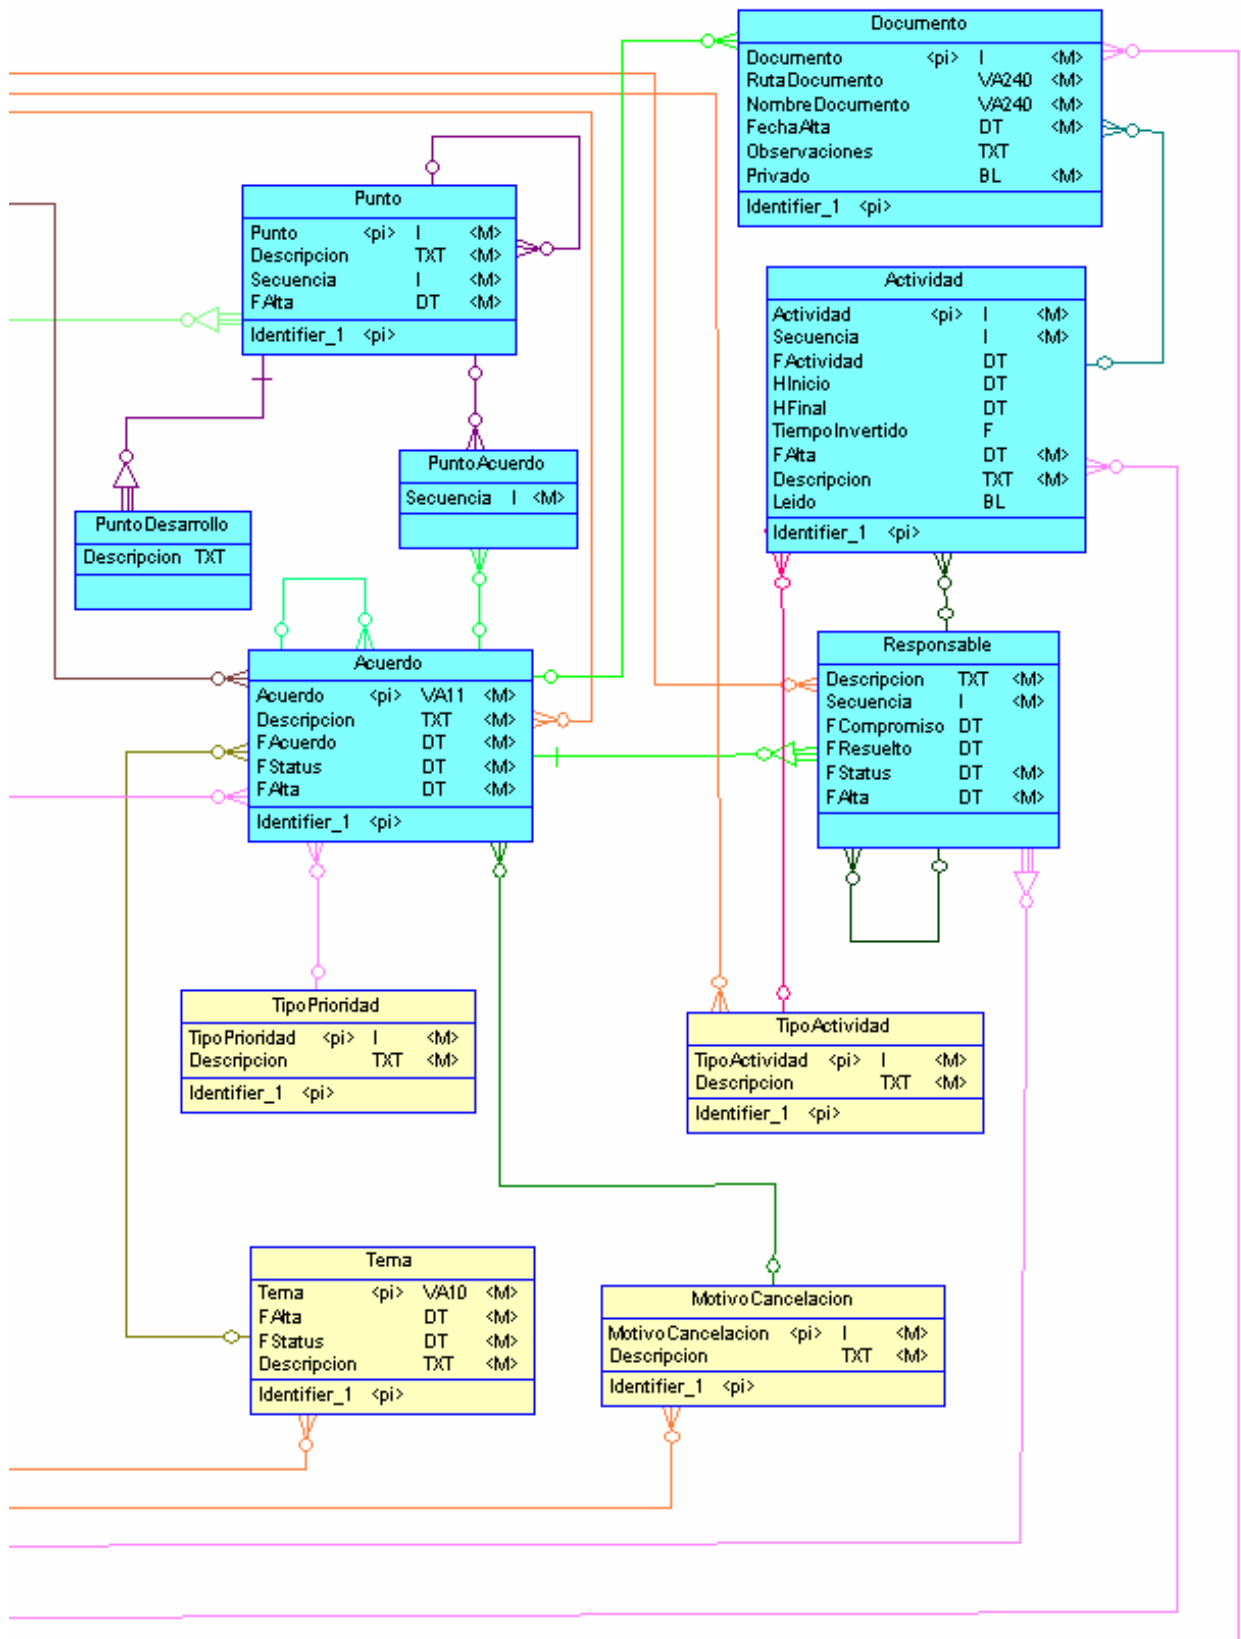 Documento
Documento <pi> I <M>
RutaDocumento VA240 <M>
NombreDocumento VA240 <M>
FechaAlta DT <M>
Observaciones TXT
Privado BL <M>
Identifier_1 <pi>
Punto
Punto <pi> I <M>
Descripcion TXT <M>
Secuencia I <M>
FAlta DT <M>
Identifier_1 <pi>
Actividad
Actividad <pi> I <M>
Secuencia I <M>
FActividad DT
HInicio DT
HFinal DT
TiempoInvertido F
FAlta DT <M>
Descripcion TXT <M>
Leido BL
Identifier_1 <pi>
PuntoAcuerdo
Secuencia I <M>
PuntoDesarrollo
Descripcion TXT
Acuerdo
Acuerdo <pi> VA11 <M>
Descripcion TXT <M>
FAcuerdo DT <M>
FStatus DT <M>
FAlta DT <M>
Identifier_1 <pi>
Responsable
Descripcion TXT <M>
Secuencia I <M>
FCompromiso DT
FResuelto DT
FStatus DT <M>
FAlta DT <M>
TipoPrioridad
TipoPrioridad <pi> I <M>
Descripcion TXT <M>
Identifier_1 <pi>
TipoActividad
TipoActividad <pi> I <M>
Descripcion TXT <M>
Identifier_1 <pi>
Tema
Tema <pi> VA10 <M>
FAlta DT <M>
FStatus DT <M>
Descripcion TXT <M>
Identifier_1 <pi>
MotivoCancelacion
MotivoCancelacion <pi> I <M>
Descripcion TXT <M>
Identifier_1 <pi>